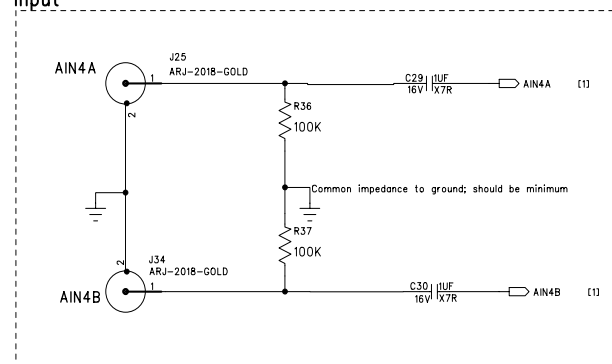 Input
J25
AIN4A
ARJ-2018-GOLD
1
C29 1UF
16V X7R
AIN4A [1]
2
R36
100K
Common impedance to ground; should be minimum
R37
100K
2
J34
ARJ-2018-GOLD
1
AIN4B
C30 1UF
16V X7R
AIN4B [1]